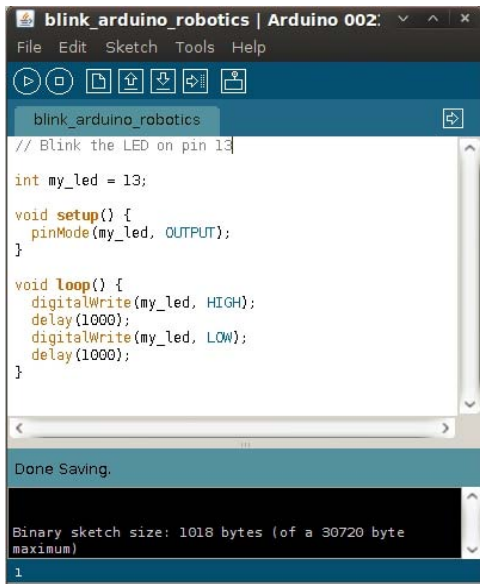 blink_arduino_robotics | Arduino 002
File Edit Sketch Tools Help
blink_arduino_robotics
// Blink the LED on pin 13
int my_led = 13;
void setup() {
pinMode(my_led, OUTPUT);
}
void loop() {
digitalWrite(my_led, HIGH);
delay(1000);
digitalWrite(my_led, LOW);
delay(1000);
}
Done Saving.
Binary sketch size: 1018 bytes (of a 30720 byte
maximum)
1